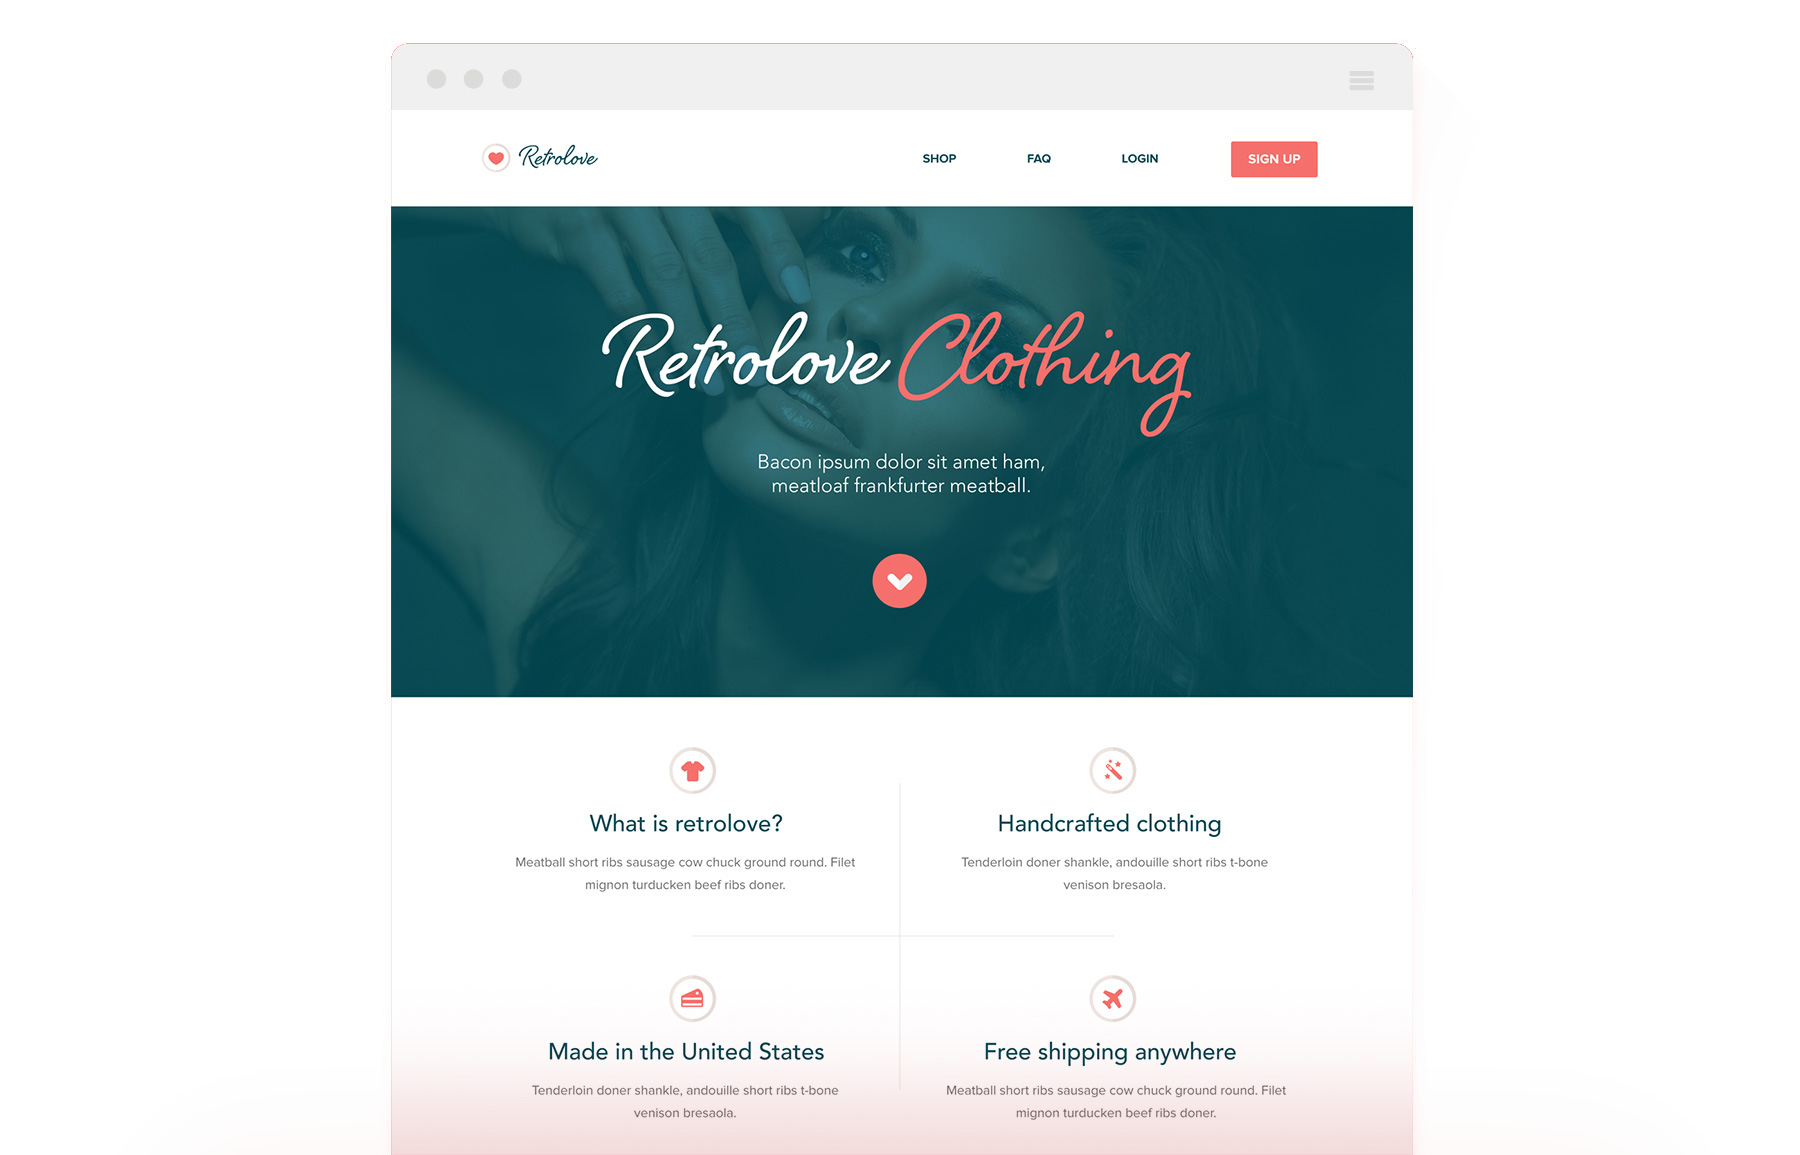 Retrolove
SHOP
FAQ
LOGIN
SIGN UP
Retrolove Clothing
Bacon ipsum dolor sit amet ham,
meatloaf frankfurter meatball.
What is retrolove?
Meatball short ribs sausage cow chuck ground round. Filet
mignon turducken beef ribs doner.
Handcrafted clothing
Tenderloin doner shankle, andouille short ribs t-bone
venison bresaola.
Made in the United States
Tenderloin doner shankle, andouille short ribs t-bone
venison bresaola.
Free shipping anywhere
Meatball short ribs sausage cow chuck ground round. Filet
mignon turducken beef ribs doner.